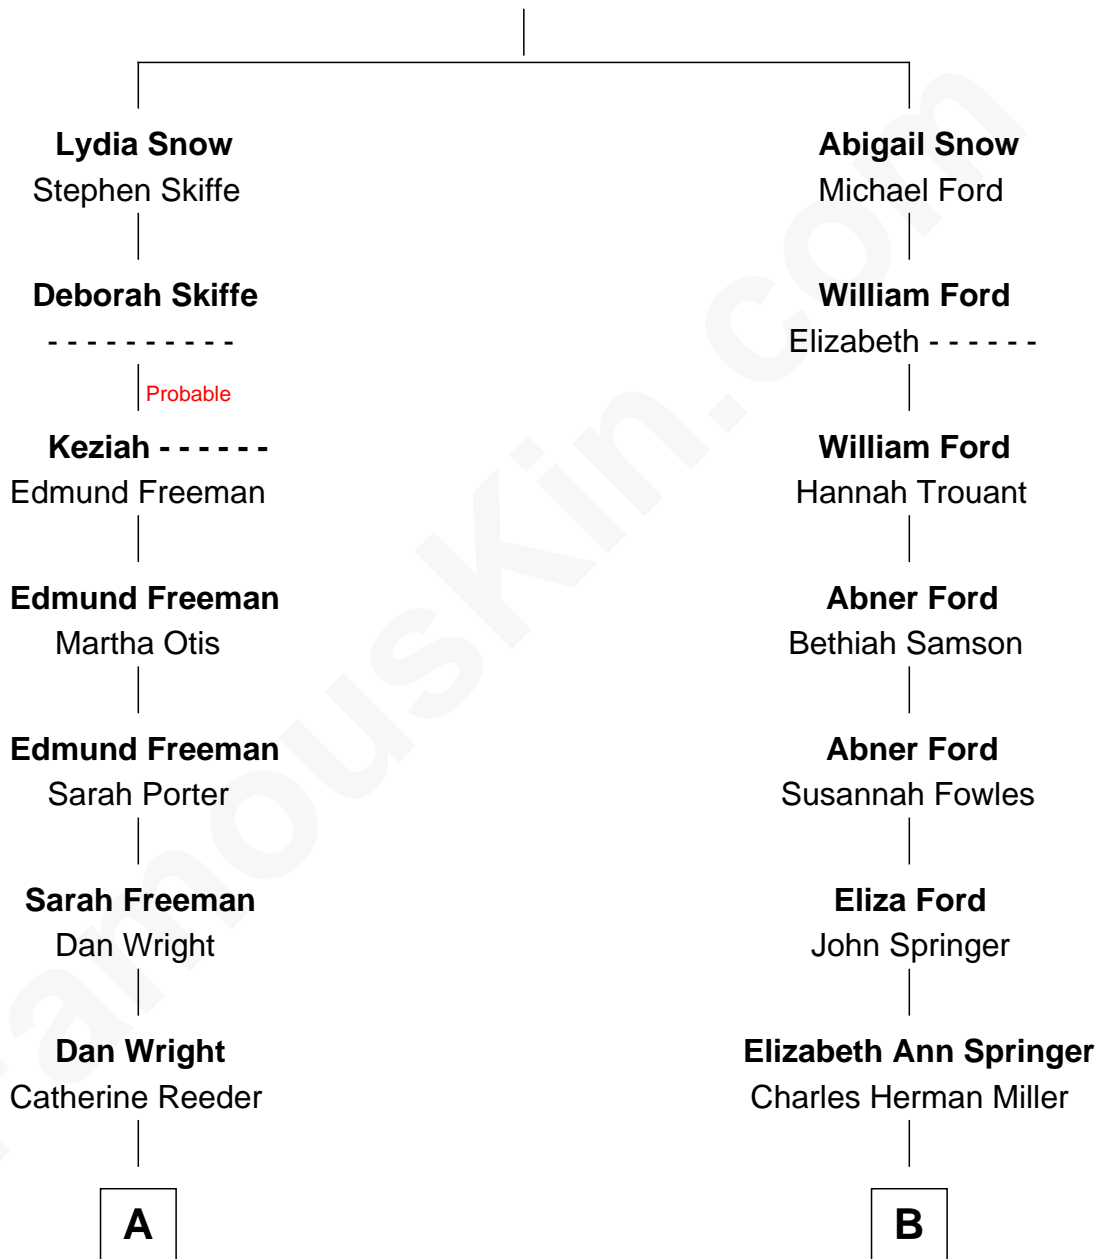 Lydia Snow
Stephen Skiffe
Deborah Skiffe
- - - - - - - - - -
Probable
Keziah - - - - - -
Edmund Freeman
Edmund Freeman
Martha Otis
Edmund Freeman
Sarah Porter
Sarah Freeman
Dan Wright
Dan Wright
Catherine Reeder
A
Abigail Snow
Michael Ford
William Ford
Elizabeth - - - - - -
William Ford
Hannah Trouant
Abner Ford
Bethiah Samson
Abner Ford
Susannah Fowles
Eliza Ford
John Springer
Elizabeth Ann Springer
Charles Herman Miller
B
FamousKin.com